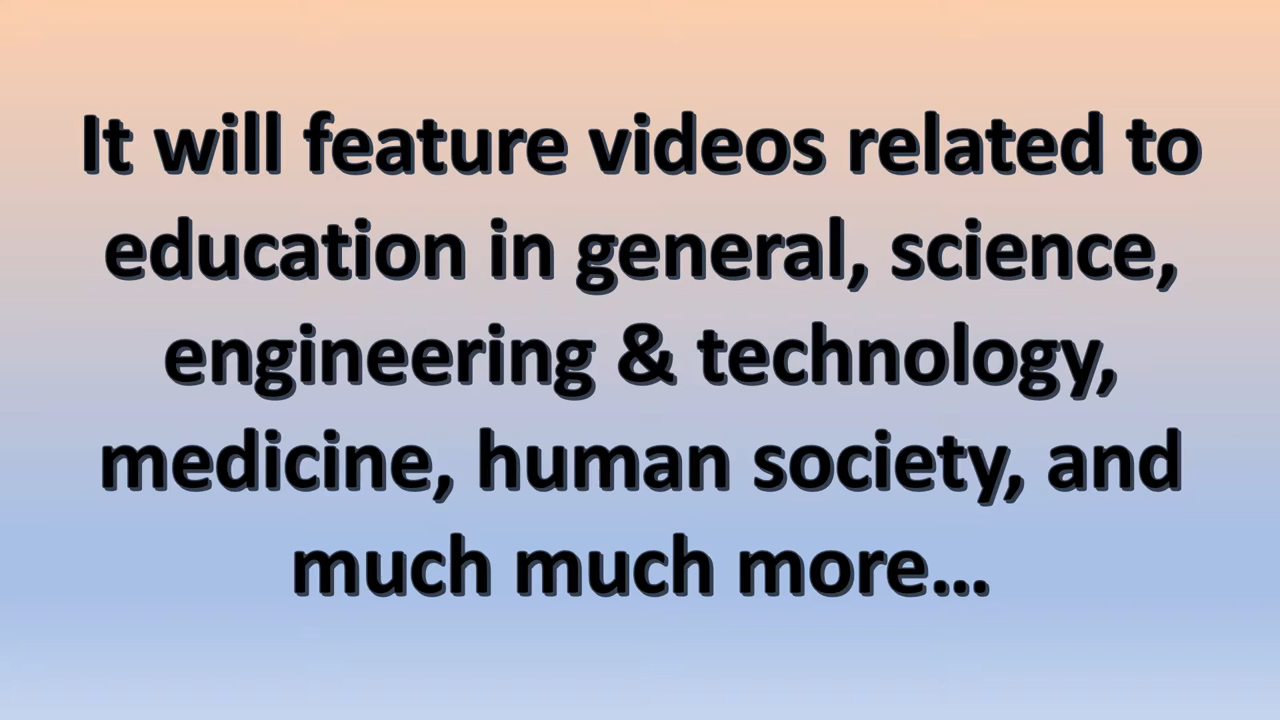 It will feature videos related to
education in general, science,
engineering & technology,
medicine, human society, and
much much more...